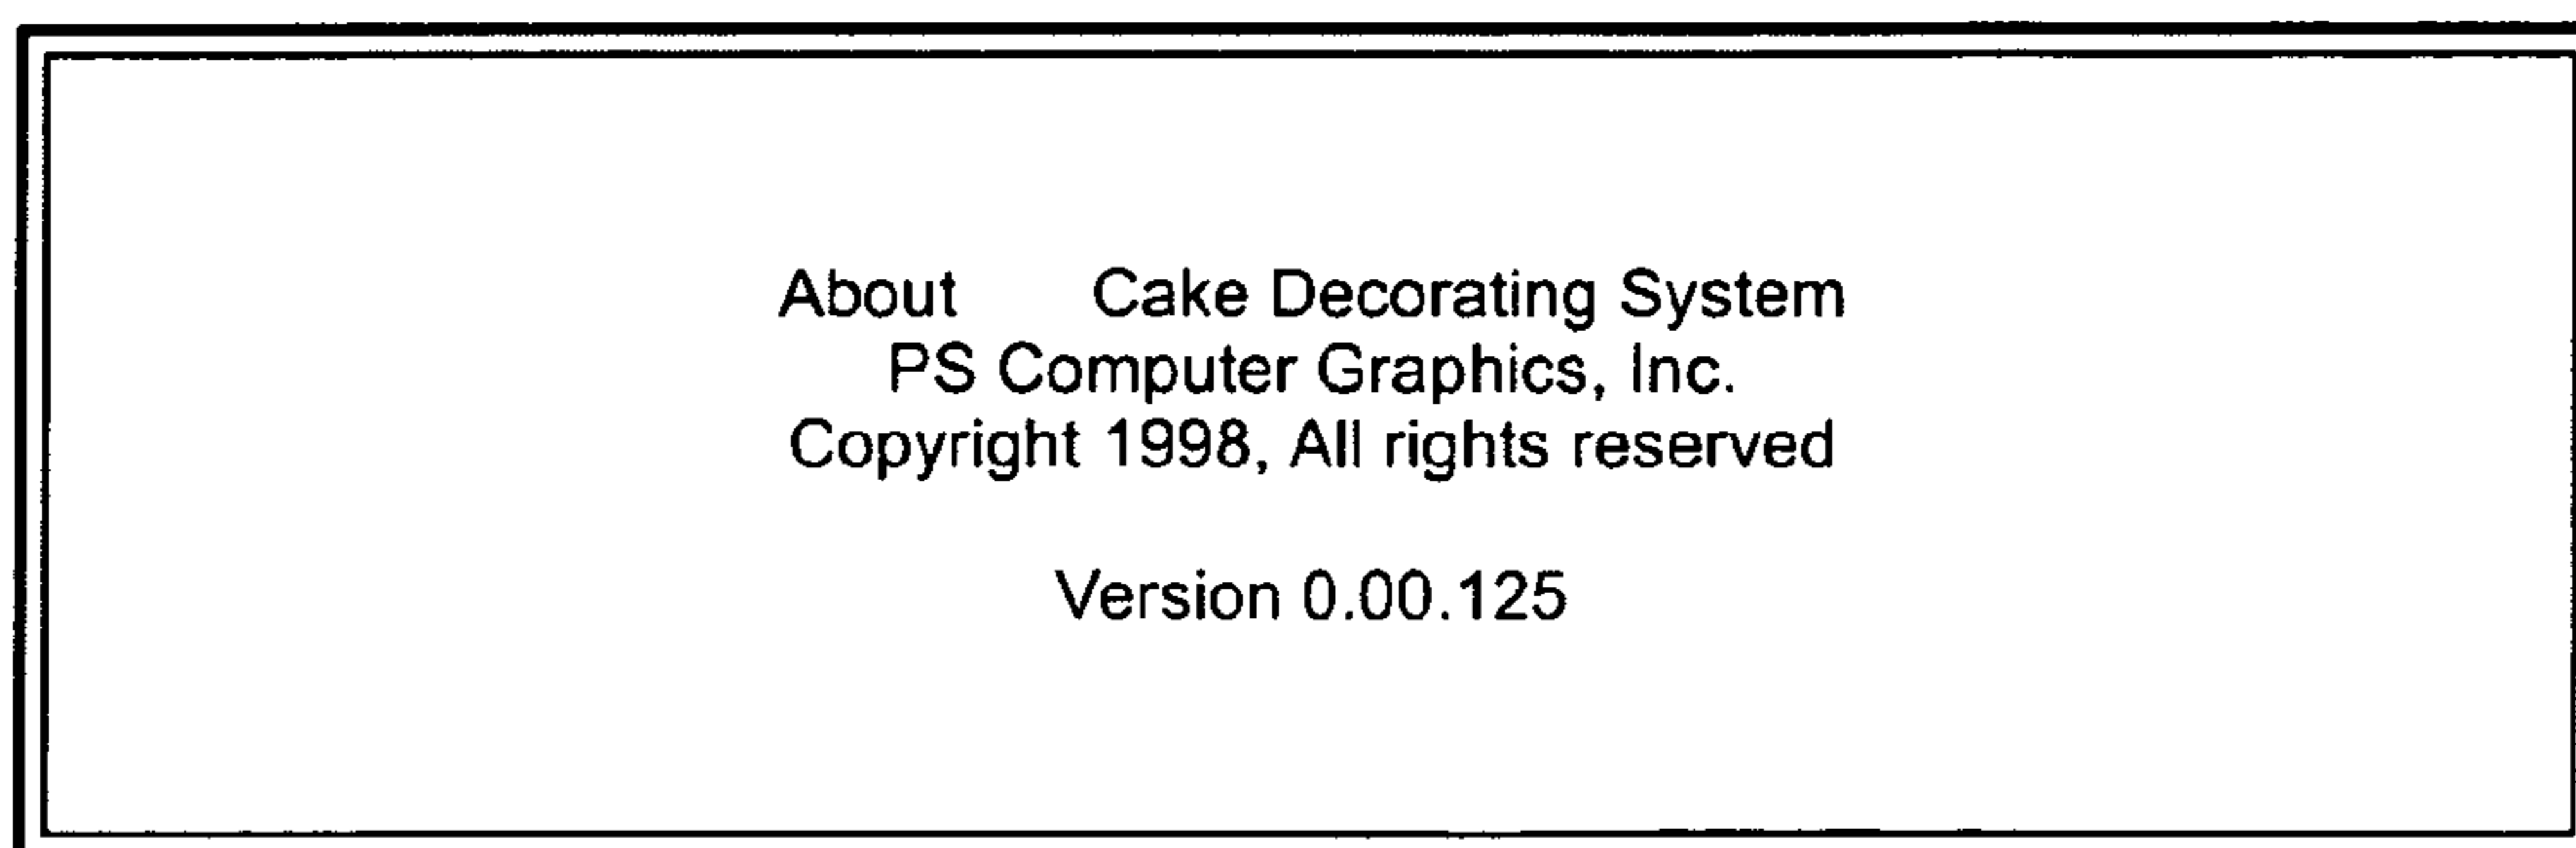 About Cake Decorating System
PS Computer Graphics, Inc.
Copyright 1998, All rights reserved
Version 0.00.125